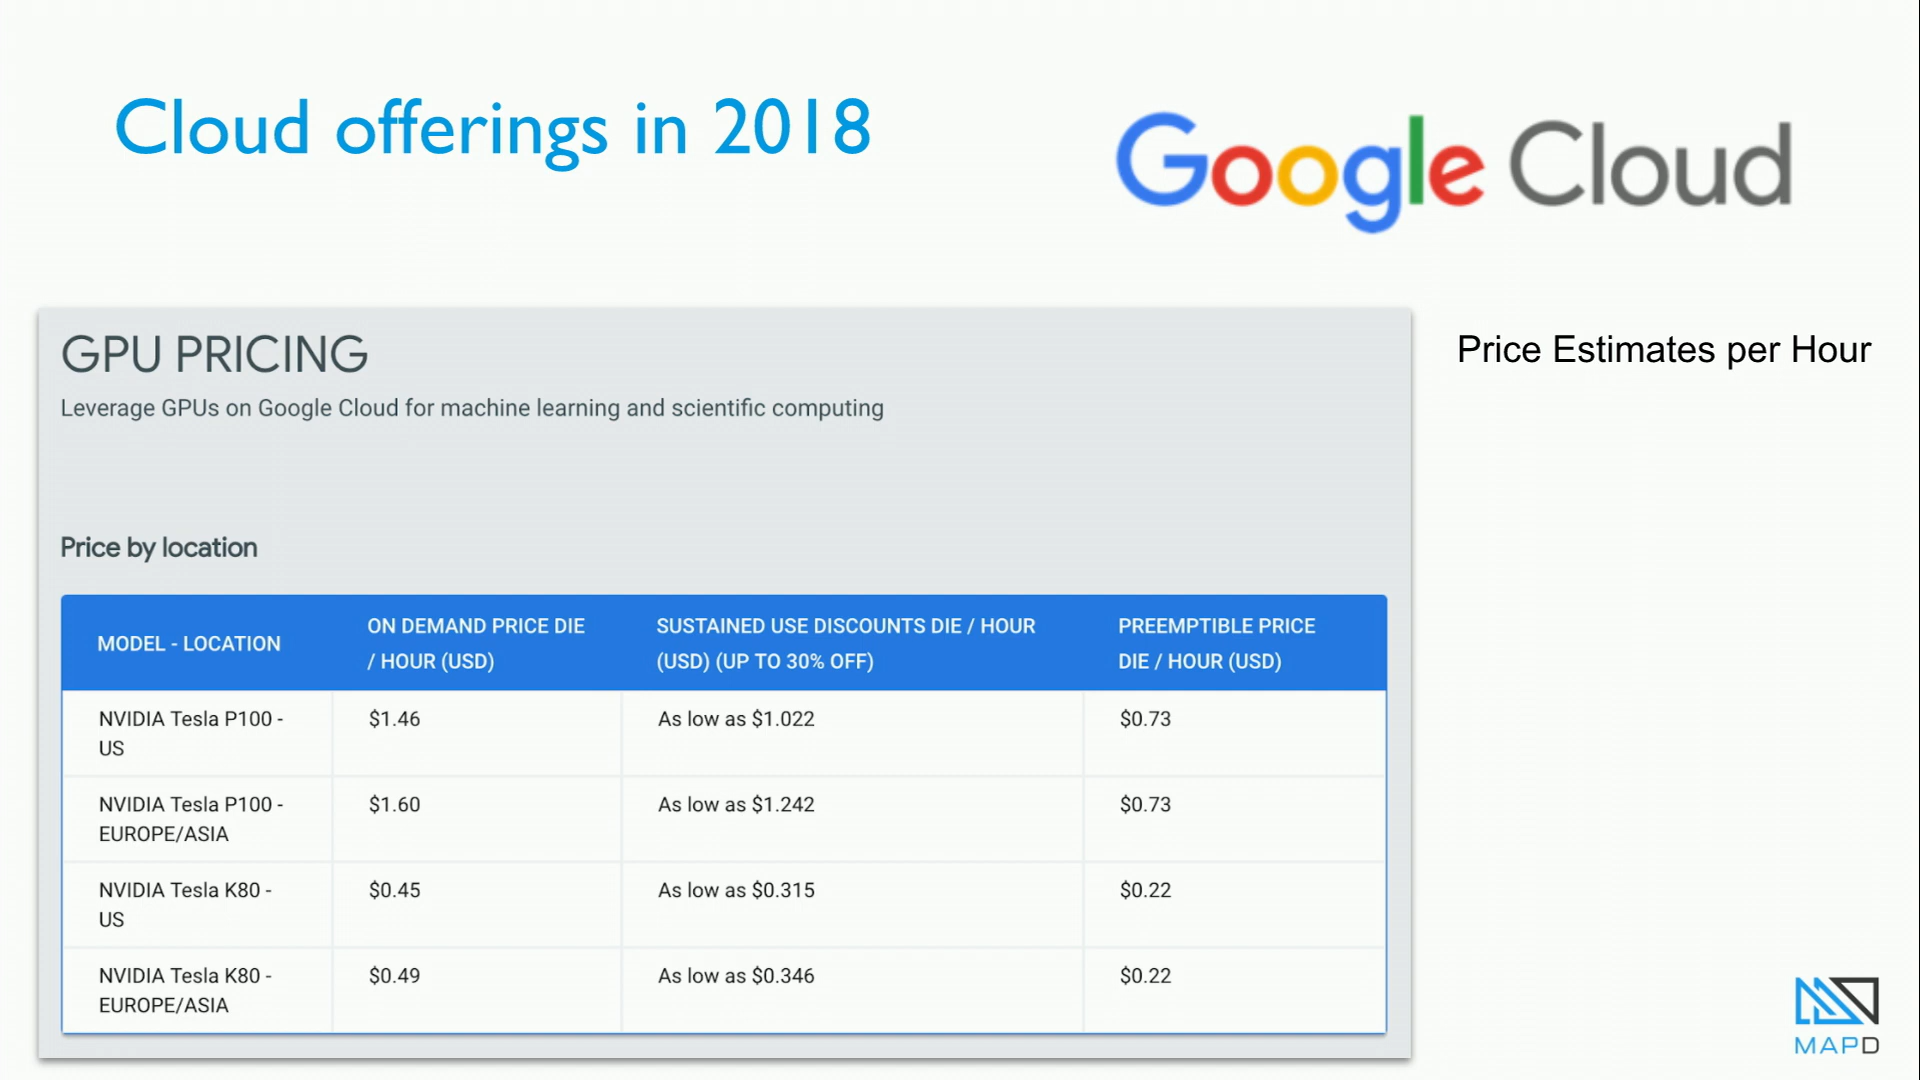 Cloud offerings in 2018
Google Cloud
GPU PRICING
Price Estimates per Hour
Leverage GPUs on Google Cloud for machine learning and scientific computing
Price by location
MODEL - LOCATION
ON DEMAND PRICE DIE
/ HOUR (USD)
SUSTAINED USE DISCOUNTS DIE / HOUR
(USD) (UP TO 30% OFF)
PREEMPTIBLE PRICE
DIE / HOUR (USD)
NVIDIA Tesla P100 -
US
$1.46
As low as $1.022
$0.73
NVIDIA Tesla P100 -
EUROPE/ASIA
$1.60
As low as $1.242
$0.73
NVIDIA Tesla K80 -
US
$0.45
As low as $0.315
$0.22
NVIDIA Tesla K80 -
EUROPE/ASIA
$0.49
As low as $0.346
$0.22
MAPD